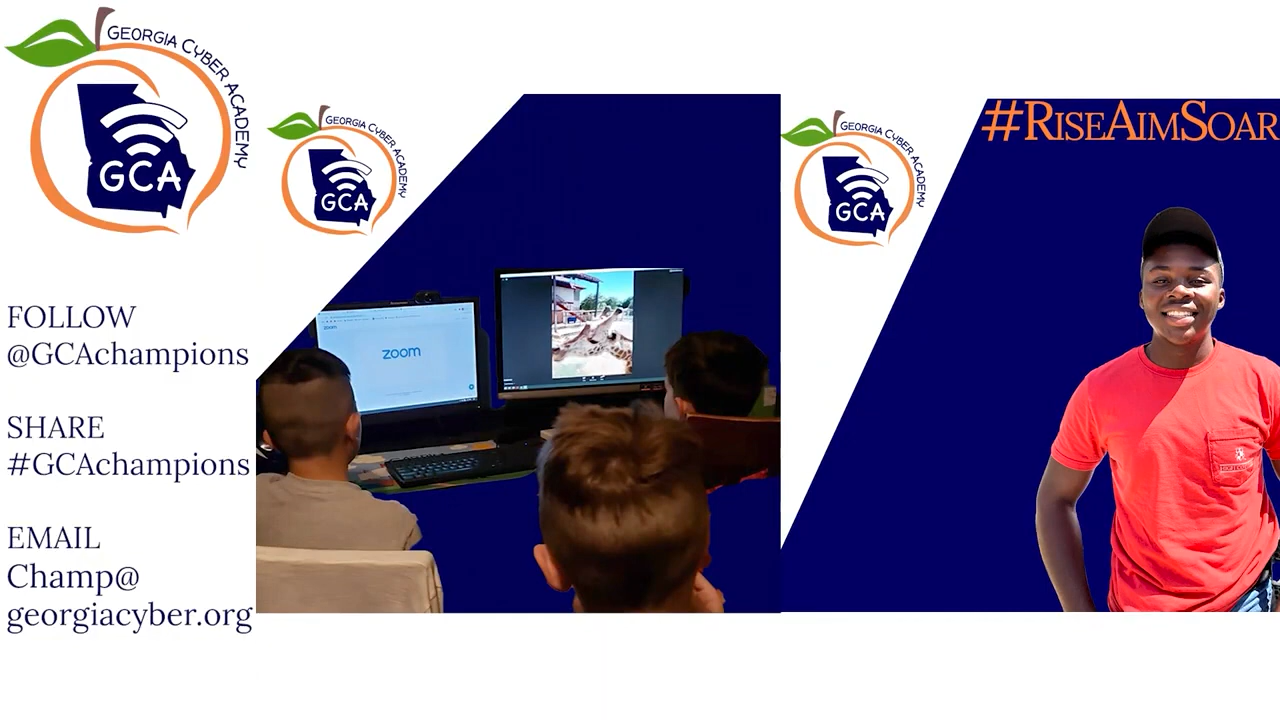 GEORGIA CYBER ACADEMY
GCA
FOLLOW
@GCAchampions
SHARE
#GCAchampions
EMAIL
Champ@
georgiacyber.org
GEORGIA CYBER ACADEMY
GCA
zoom
zoom
GEORGIA CYBER ACADEMY
GCA
#RISEAIMSOAR